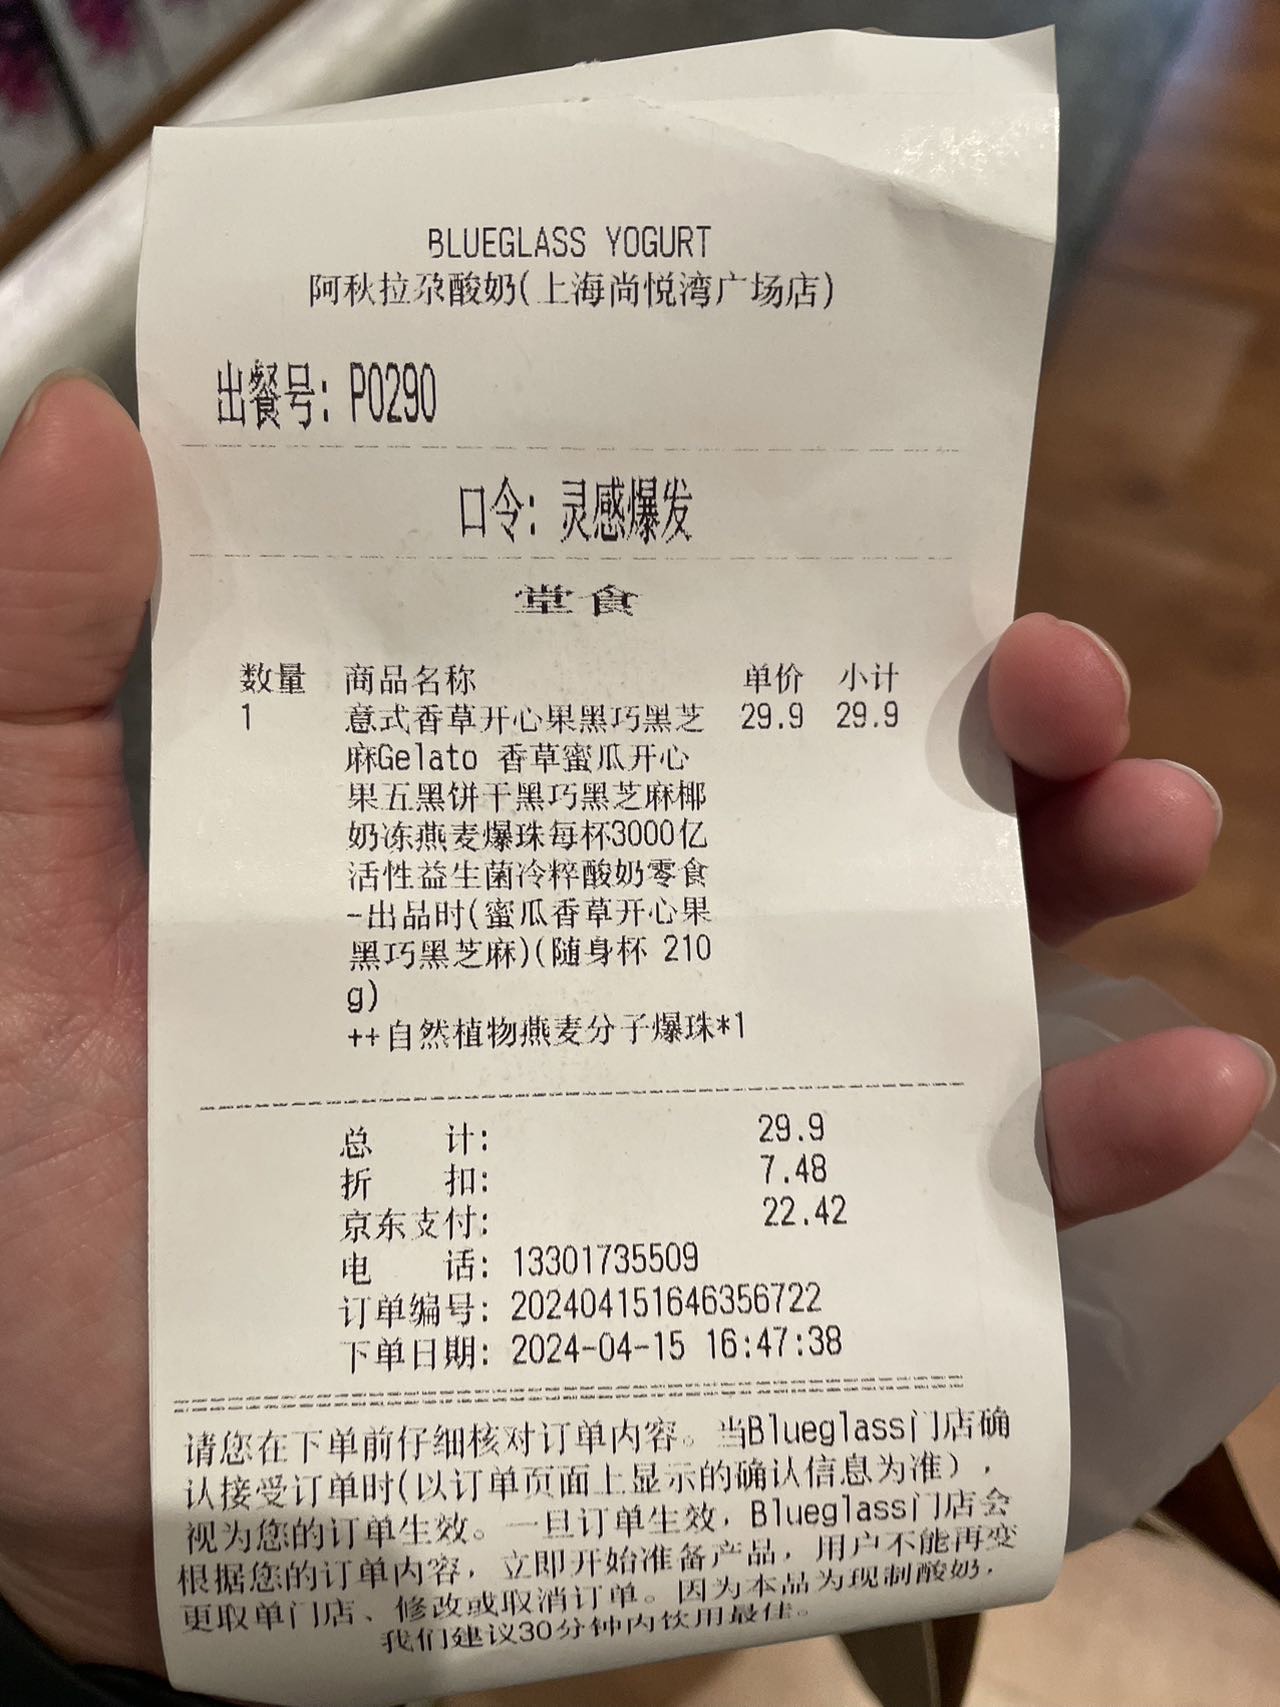 BLUEGLASS YOGURT
阿秋拉尕酸奶(上海尚悦湾广场店)
出餐号: P0290
口令: 灵感爆发
堂食
数量 商品名称 单价 小计
1 意式香草开心果黑巧黑芝 29.9 29.9
麻Gelato 香草蜜瓜开心
果五黑饼干黑巧黑芝麻椰
奶冻燕麦爆珠每杯3000亿
活性益生菌冷粹酸奶零食
-出品时(蜜瓜香草开心果
黑巧黑芝麻)(随身杯 210
g)
++自然植物燕麦分子爆珠*1
总 计: 29.9
折 扣: 7.48
京东支付: 22.42
电 话: 13301735509
订单编号: 202404151646356722
下单日期: 2024-04-15 16:47:38
请您在下单前仔细核对订单内容。当Blueglass门店确
认接受订单时(以订单页面上显示的确认信息为准),
视为您的订单生效。一旦订单生效,Blueglass门店会
根据您的订单内容,立即开始准备产品,用户不能再变
更取单门店、修改或取消订单。因为本品为现制酸奶,
我们建议30分钟内饮用最佳。